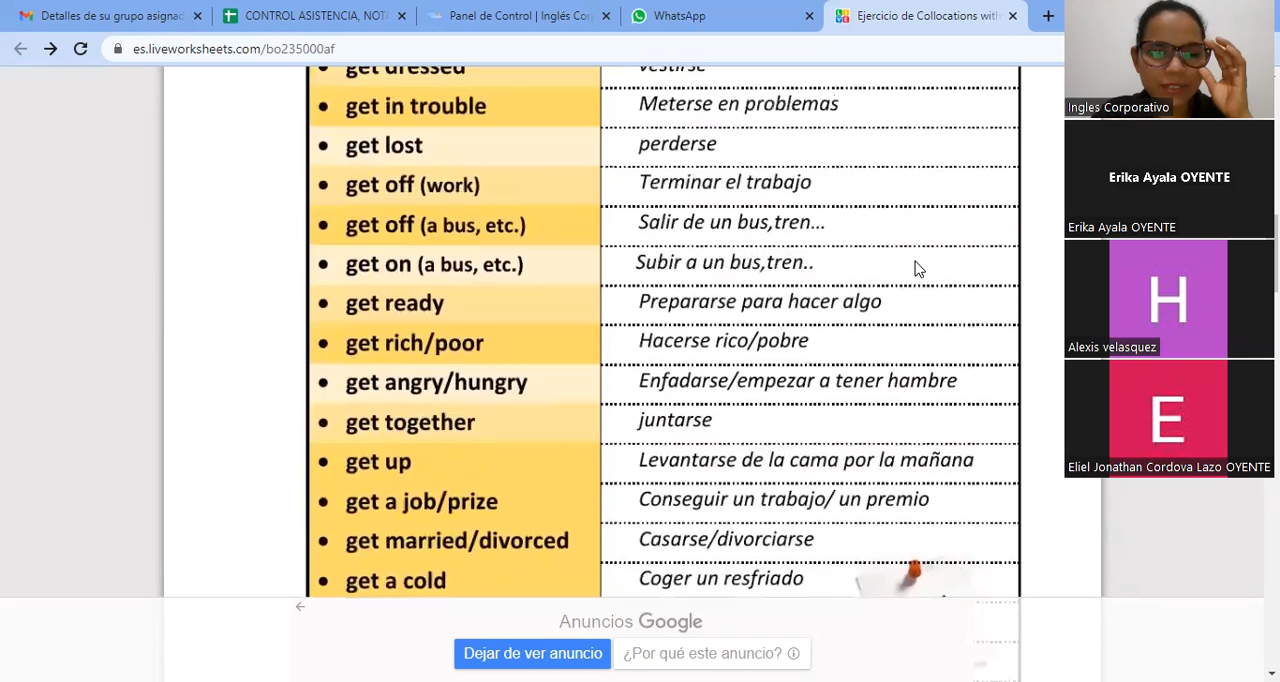 Detalles de su grupo asignad
CONTROL ASISTENCIA, NOTA
Panel de Control | Inglés Corp
WhatsApp
Ejercicio de Collocations with
es.liveworksheets.com/bo235000af
get dressed vestirse
• get in trouble Meterse en problemas
• get lost perderse
• get off (work) Terminar el trabajo
• get off (a bus, etc.) Salir de un bus,tren...
• get on (a bus, etc.) Subir a un bus,tren..
• get ready Prepararse para hacer algo
• get rich/poor Hacerse rico/pobre
• get angry/hungry Enfadarse/empezar a tener hambre
• get together juntarse
• get up Levantarse de la cama por la mañana
• get a job/prize Conseguir un trabajo/ un premio
• get married/divorced Casarse/divorciarse
• get a cold Coger un resfriado
Anuncios Google
Dejar de ver anuncio ¿Por qué este anuncio?
Ingles Corporativo
Erika Ayala OYENTE
Erika Ayala OYENTE
H
Alexis velasquez
E
Eliel Jonathan Cordova Lazo OYENTE